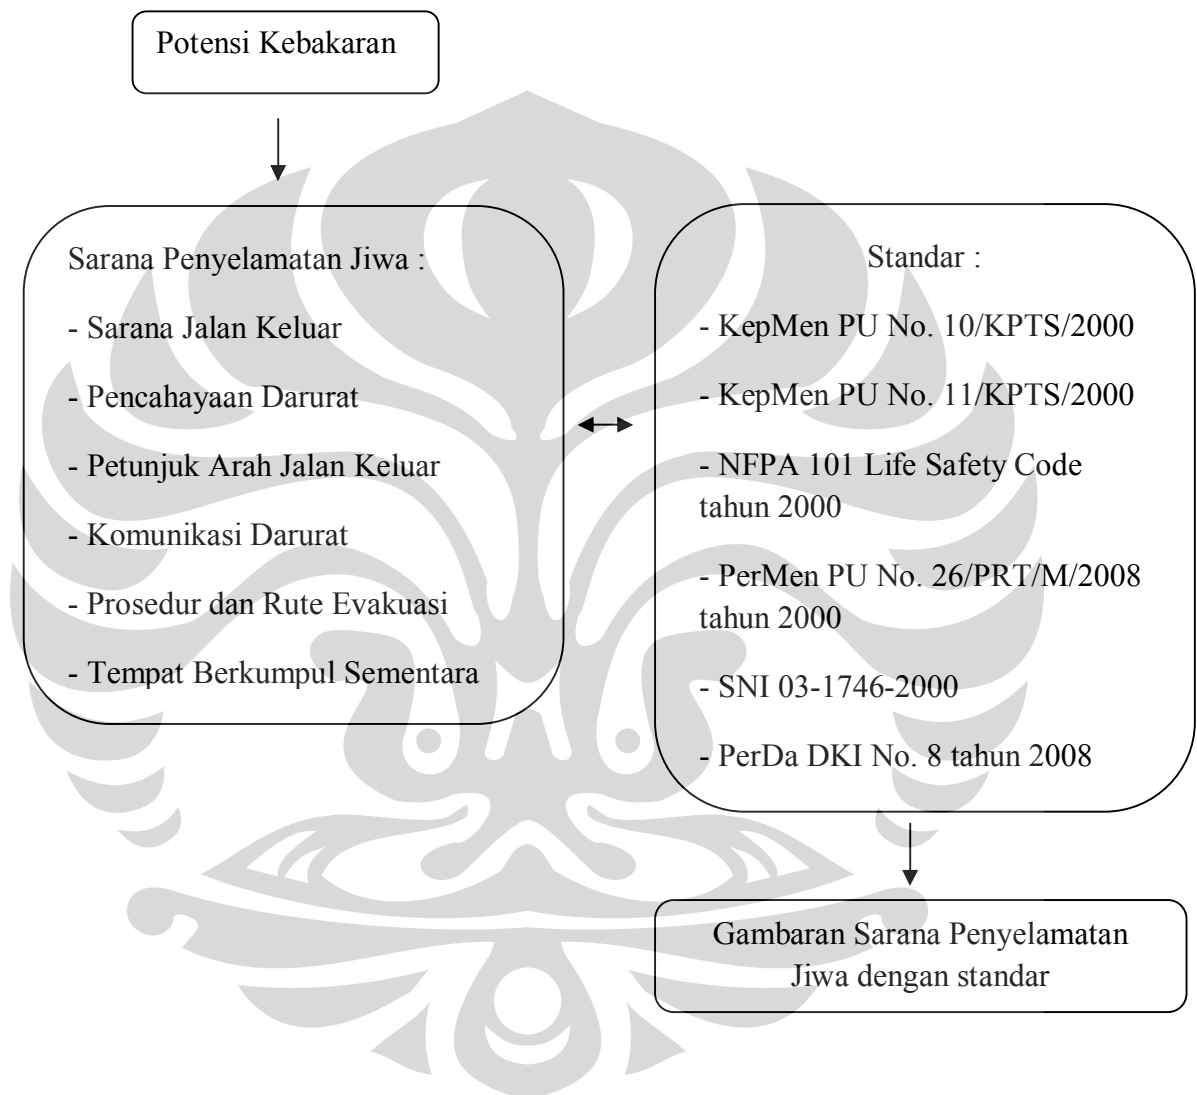 Potensi Kebakaran
Sarana Penyelamatan Jiwa :
- Sarana Jalan Keluar
- Pencahayaan Darurat
- Petunjuk Arah Jalan Keluar
- Komunikasi Darurat
- Prosedur dan Rute Evakuasi
- Tempat Berkumpul Sementara
Standar :
- KepMen PU No. 10/KPTS/2000
- KepMen PU No. 11/KPTS/2000
- NFPA 101 Life Safety Code
tahun 2000
- PerMen PU No. 26/PRT/M/2008
tahun 2000
- SNI 03-1746-2000
- PerDa DKI No. 8 tahun 2008
Gambaran Sarana Penyelamatan
Jiwa dengan standar